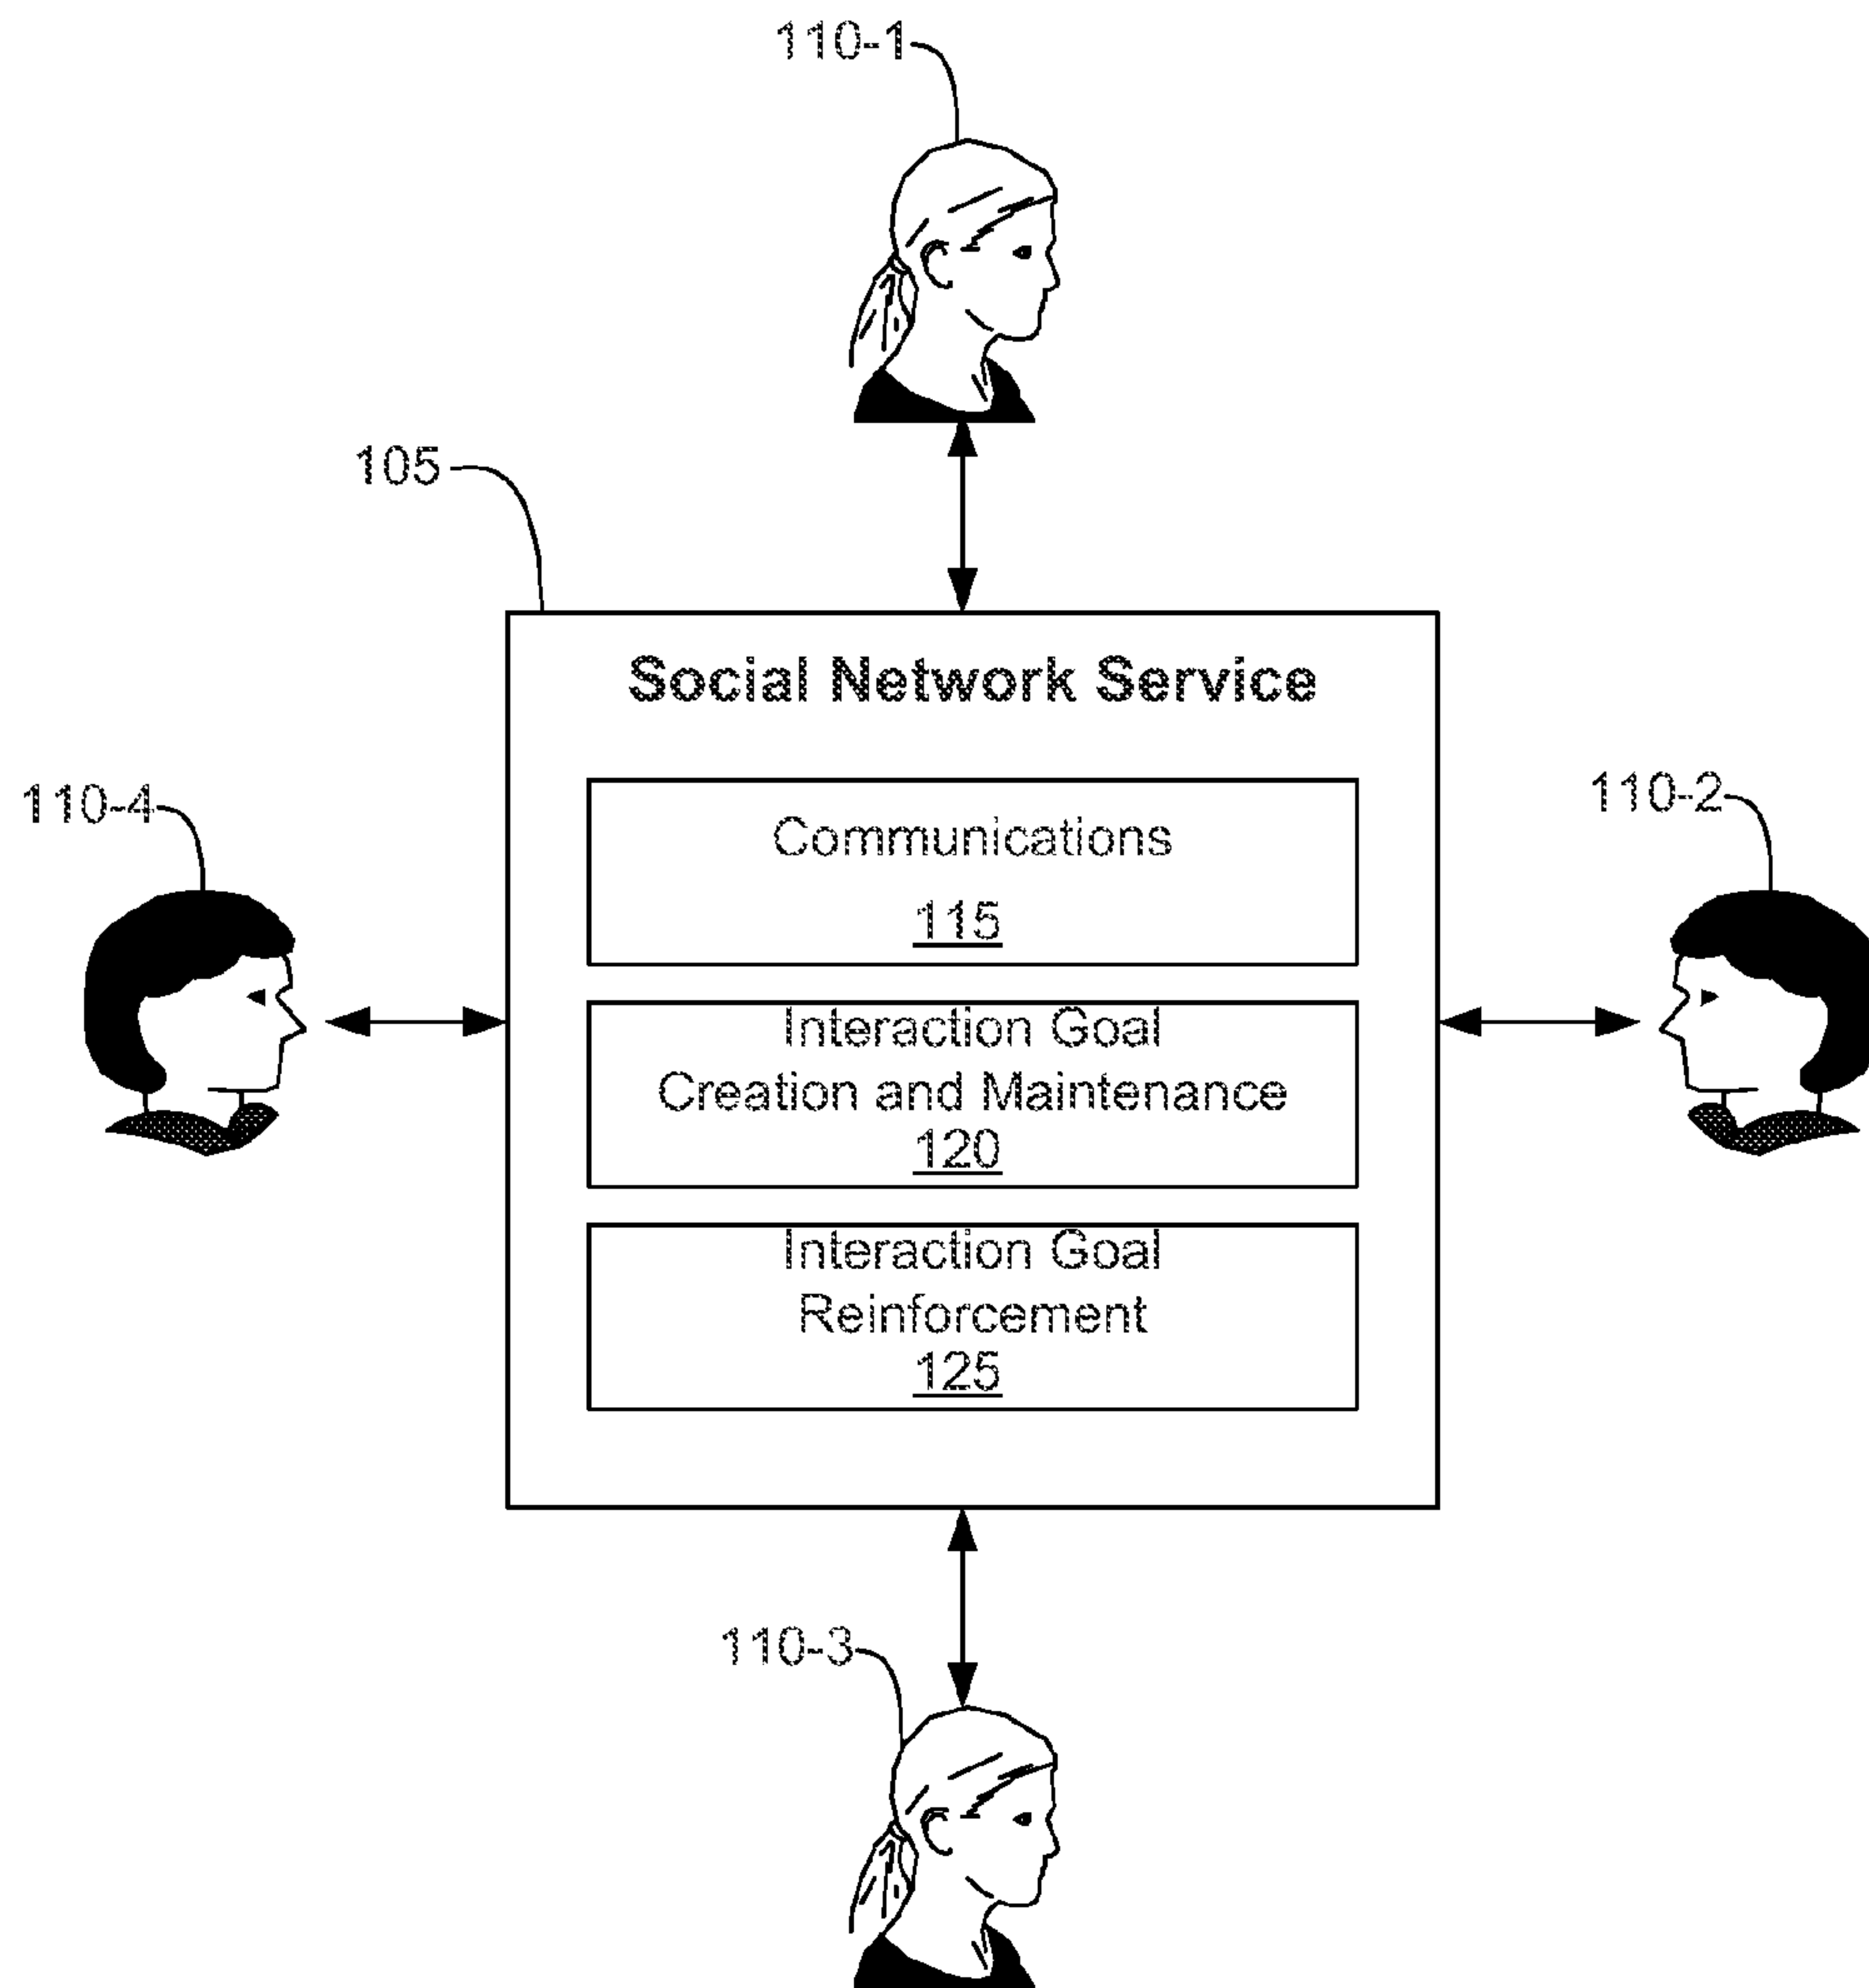 110-1
105
Social Network Service
110-4
110-2
Communications
115
Interaction Goal
Creation and Maintenance
120
Interaction Goal
Reinforcement
125
110-3